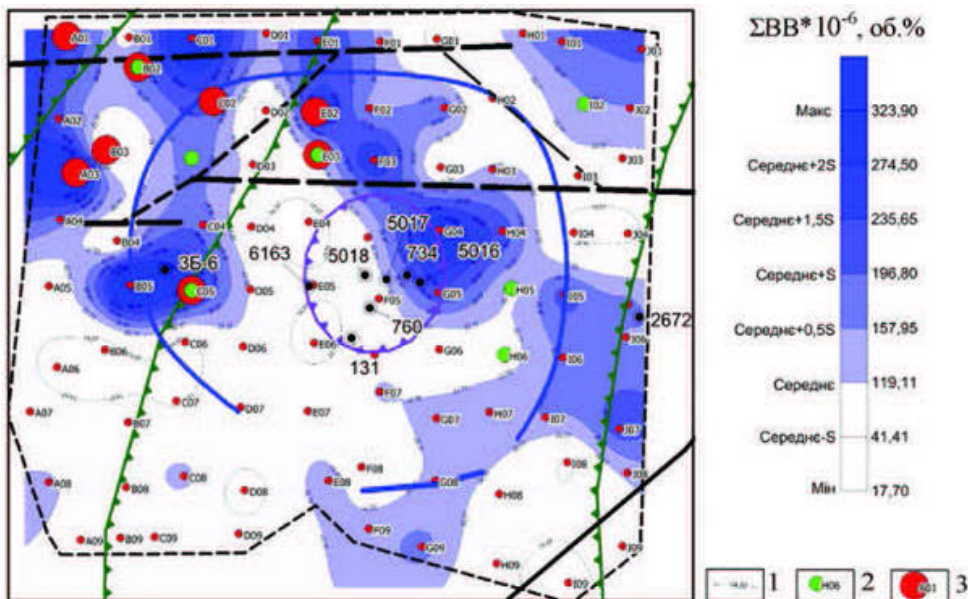 ΣВВ*10⁻⁶, об.%
A01 B01 C01 D01 E01 F01 G01 H01 I01 J01
B02
A02 C02 D02 E02 F02 G02 H02 I02 J02
B03 A03 D03 E03 F03 G03 H03 I03 J03
A04 B04 C04 D04 E04 5017 G04 H04 I04 J04
6163 5018 734 5016
3Б-6
A05 B05 C05 D05 E05 F05 G05 H05 I05
760 2672
A06 B06 C06 D06 E06 G06 H06 I06 J06
131
A07 B07 C07 D07 E07 F07 G07 H07 I07 J07
A08 B08 C08 D08 E08 F08 G08 H08 I08 J08
A09 B09 C09 D09 F09 G09 H09 I09 J09
Макс 323,90
Середнє+2S 274,50
Середнє+1,5S 235,65
Середнє+S 196,80
Середнє+0,5S 157,95
Середнє 119,11
Середнє-S 41,41
Мін 17,70
1 H06 2 A01 3